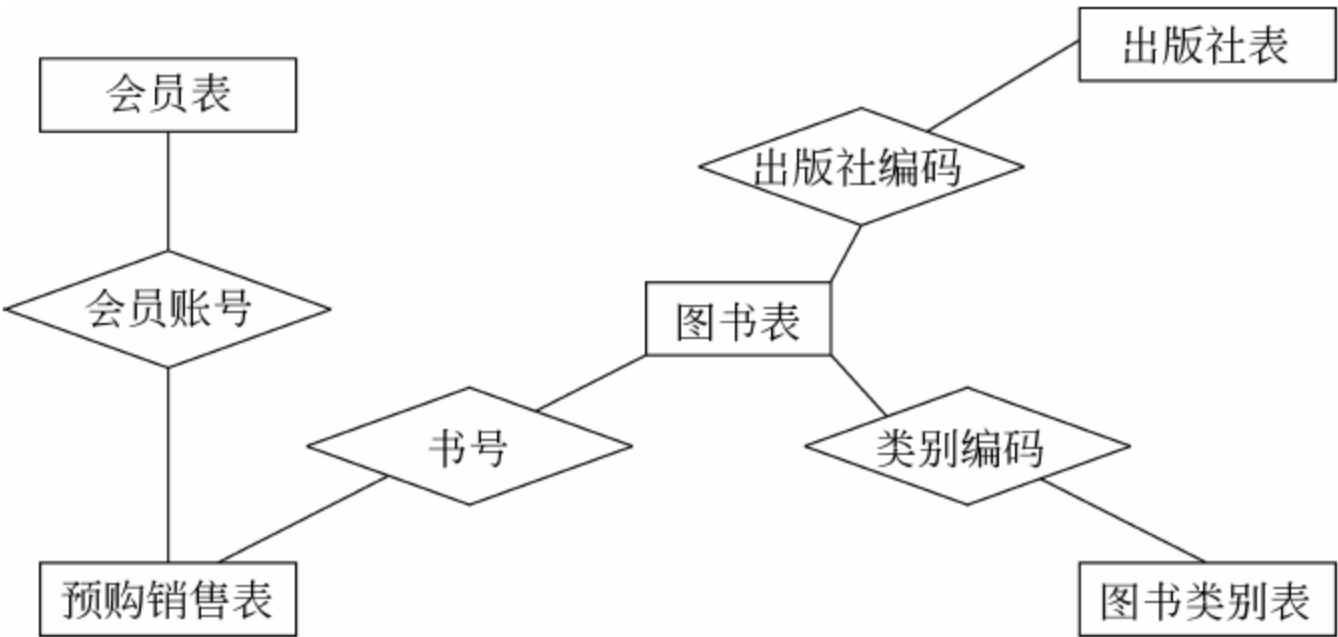 出版社表
会员表
出版社编码
会员账号
图书表
书号
类别编码
预购销售表
图书类别表